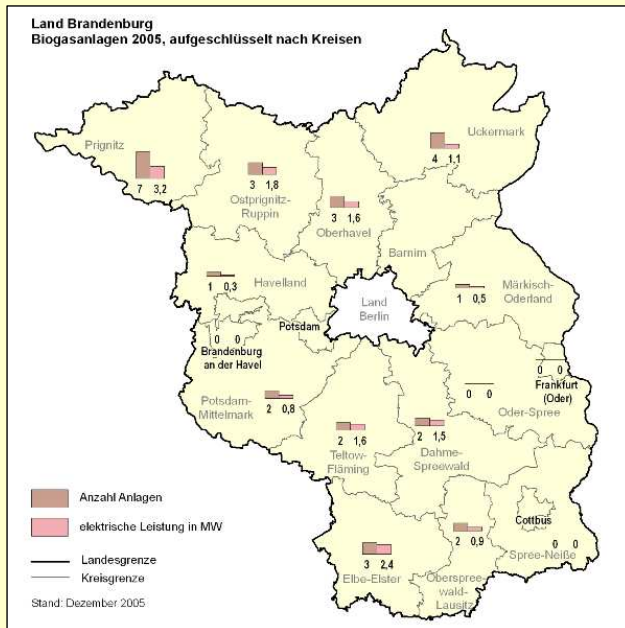 Land Brandenburg
Biogasanlagen 2005, aufgeschlüsselt nach Kreisen
Prignitz
7 3,2
3 1,8
Ostprignitz-
Ruppin
3 1,6
Oberhavel
Uckermark
4 1,1
Barnim
Havelland
1 0,3
Land
Berlin
1 0,5
Märkisch-
Oderland
Potsdam
0 0
Brandenburg
an der Havel
Potsdam-
Mittelmark
2 0,8
2 1,6
Teltow-
Fläming
2 1,5
Dahme-
Spreewald
0 0
Oder-Spree
0 0
Frankfurt
(Oder)
3 2,4
Elbe-Elster
2 0,9
Oberspree-
wald-
Lausitz
Cottbus
0 0
Spree-Neiße
Anzahl Anlagen
elektrische Leistung in MW
Landesgrenze
Kreisgrenze
Stand: Dezember 2005